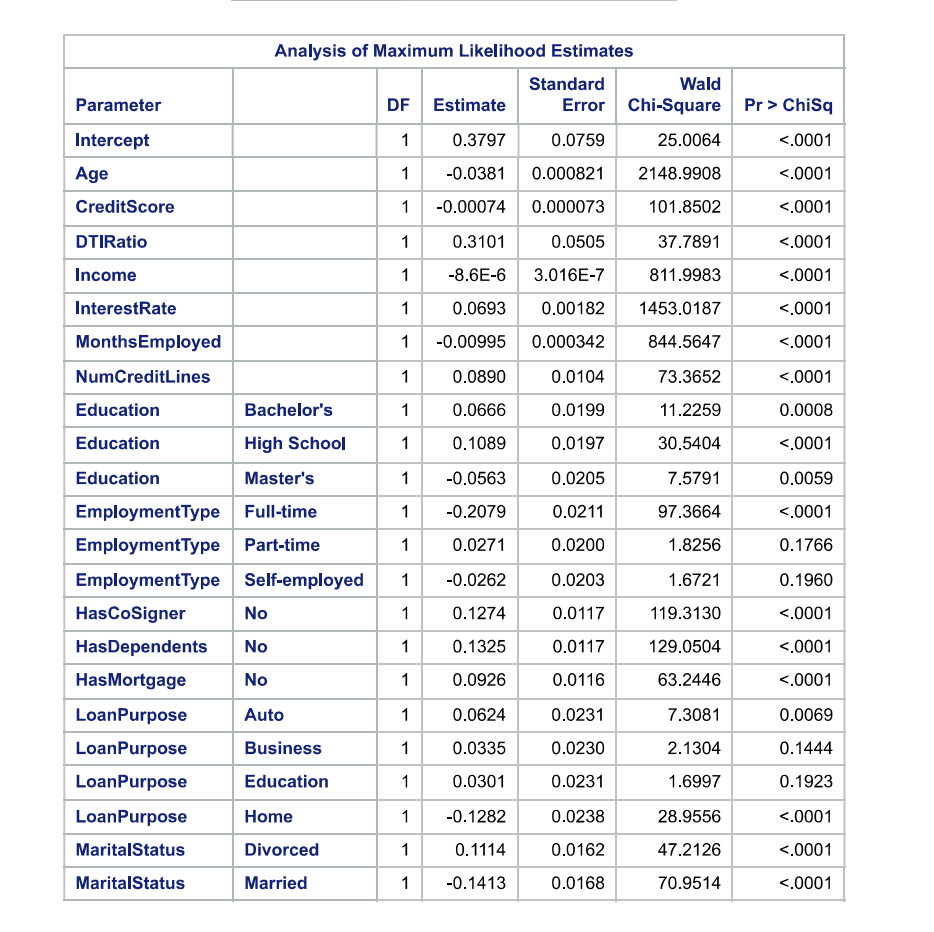 Analysis of Maximum Likelihood Estimates
Parameter DF Estimate Standard Error Wald Chi-Square Pr > ChiSq
Intercept 1 0.3797 0.0759 25.0064 <.0001
Age 1 -0.0381 0.000821 2148.9908 <.0001
CreditScore 1 -0.00074 0.000073 101.8502 <.0001
DTIRatio 1 0.3101 0.0505 37.7891 <.0001
Income 1 -8.6E-6 3.016E-7 811.9983 <.0001
InterestRate 1 0.0693 0.00182 1453.0187 <.0001
MonthsEmployed 1 -0.00995 0.000342 844.5647 <.0001
NumCreditLines 1 0.0890 0.0104 73.3652 <.0001
Education Bachelor's 1 0.0666 0.0199 11.2259 0.0008
Education High School 1 0.1089 0.0197 30.5404 <.0001
Education Master's 1 -0.0563 0.0205 7.5791 0.0059
EmploymentType Full-time 1 -0.2079 0.0211 97.3664 <.0001
EmploymentType Part-time 1 0.0271 0.0200 1.8256 0.1766
EmploymentType Self-employed 1 -0.0262 0.0203 1.6721 0.1960
HasCoSigner No 1 0.1274 0.0117 119.3130 <.0001
HasDependents No 1 0.1325 0.0117 129.0504 <.0001
HasMortgage No 1 0.0926 0.0116 63.2446 <.0001
LoanPurpose Auto 1 0.0624 0.0231 7.3081 0.0069
LoanPurpose Business 1 0.0335 0.0230 2.1304 0.1444
LoanPurpose Education 1 0.0301 0.0231 1.6997 0.1923
LoanPurpose Home 1 -0.1282 0.0238 28.9556 <.0001
MaritalStatus Divorced 1 0.1114 0.0162 47.2126 <.0001
MaritalStatus Married 1 -0.1413 0.0168 70.9514 <.0001